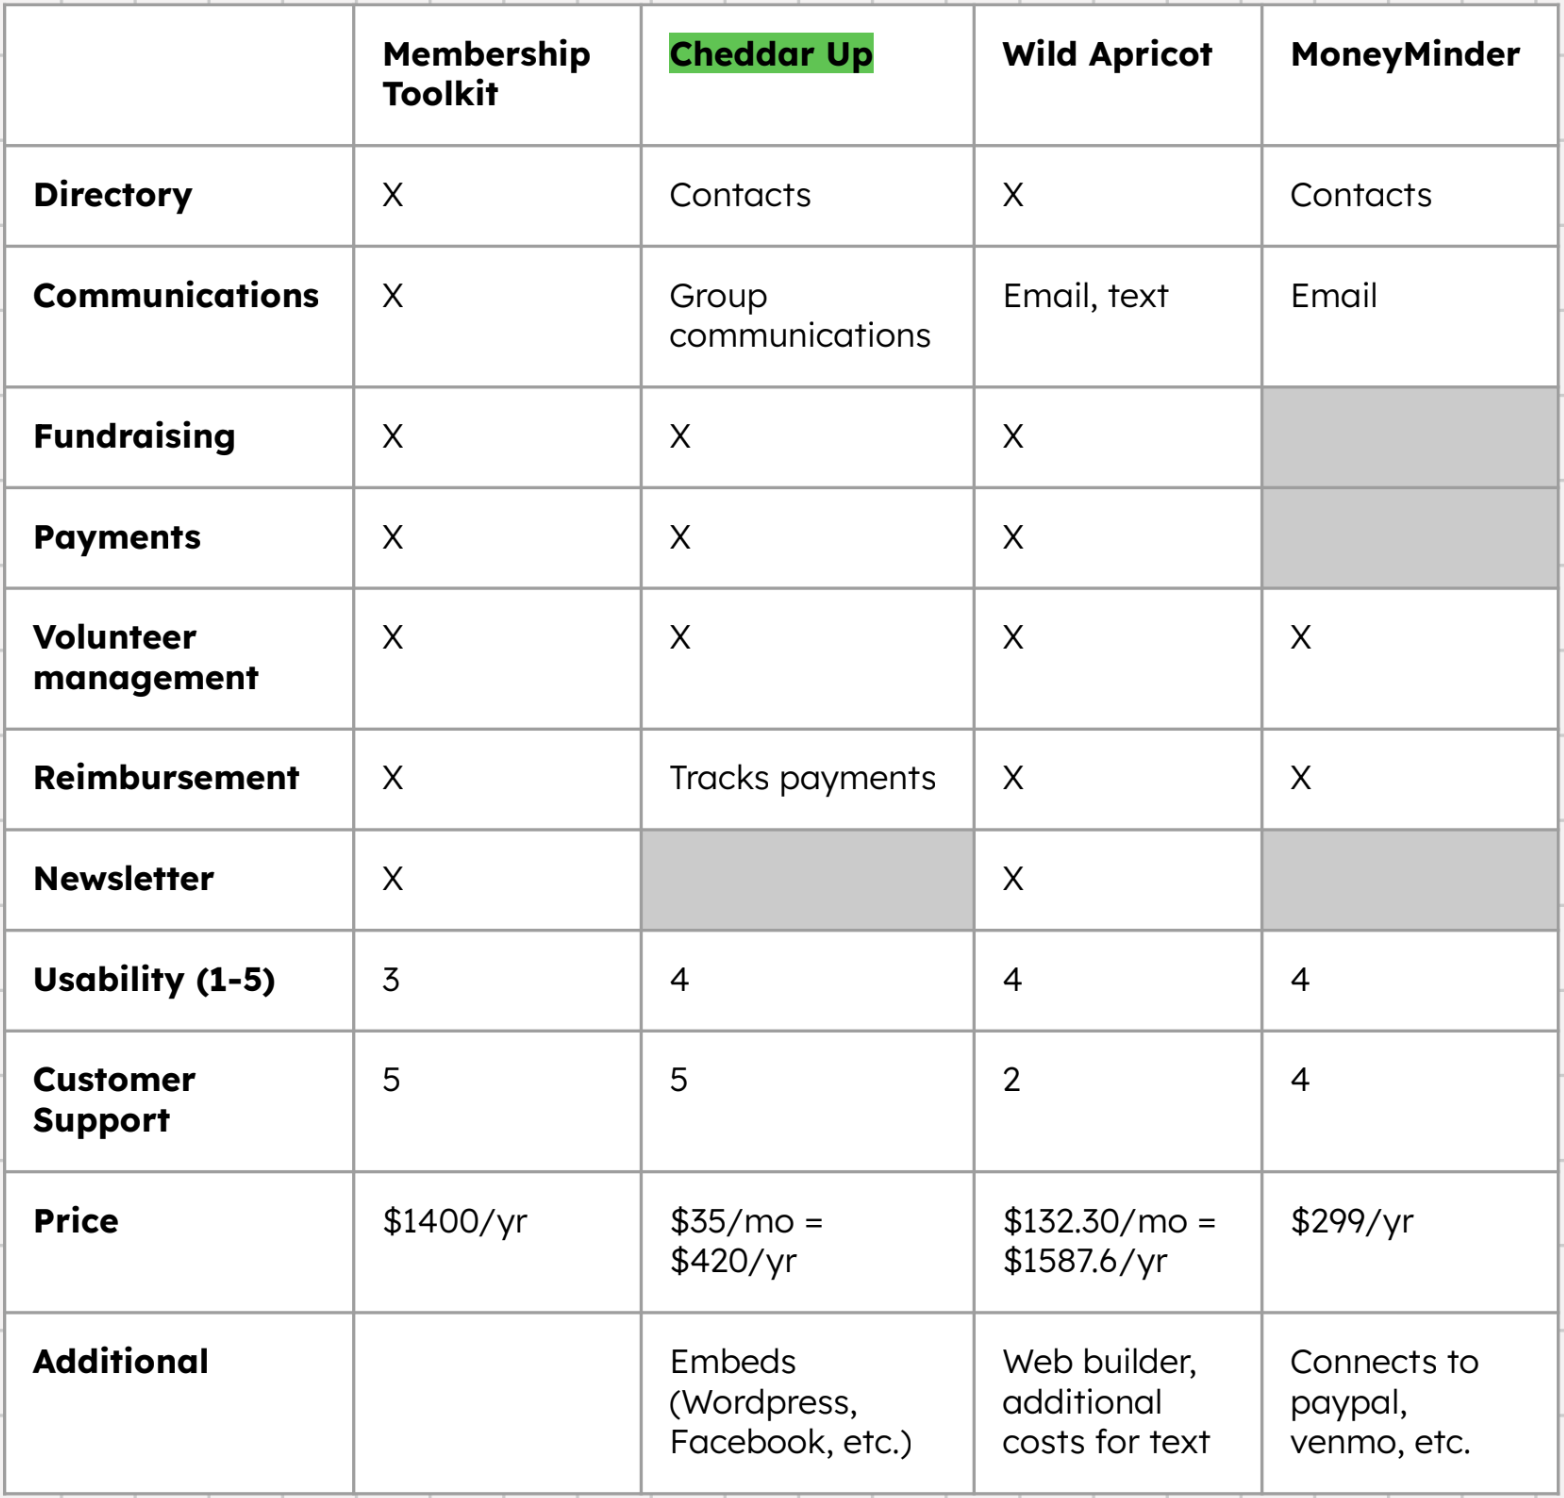 Membership Toolkit Cheddar Up Wild Apricot MoneyMinder
Directory X Contacts X Contacts
Communications X Group communications Email, text Email
Fundraising X X X
Payments X X X
Volunteer management X X X X
Reimbursement X Tracks payments X X
Newsletter X X
Usability (1-5) 3 4 4 4
Customer Support 5 5 2 4
Price $1400/yr $35/mo = $420/yr $132.30/mo = $1587.6/yr $299/yr
Additional Embeds (Wordpress, Facebook, etc.) Web builder, additional costs for text Connects to paypal, venmo, etc.